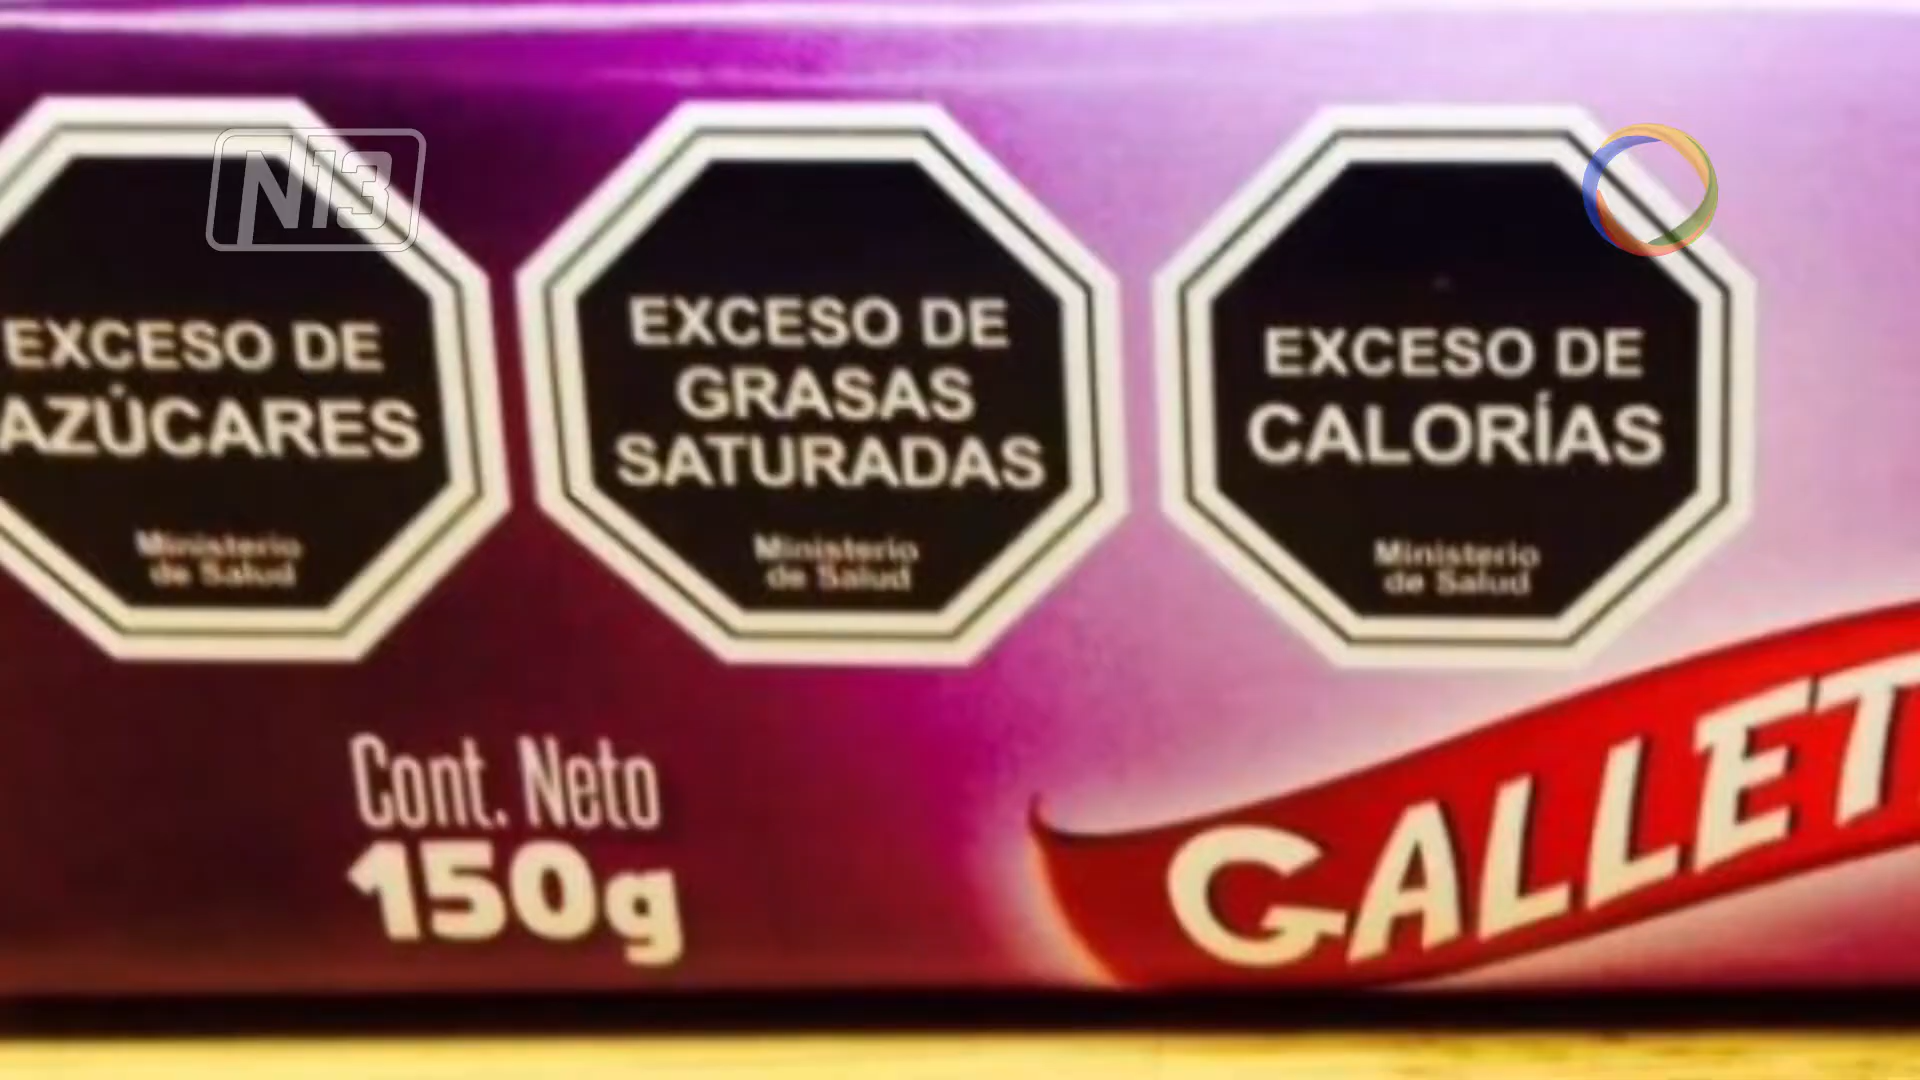 N13
EXCESO DE
AZÚCARES
Ministerio
de Salud
EXCESO DE
GRASAS
SATURADAS
Ministerio
de Salud
EXCESO DE
CALORÍAS
Ministerio
de Salud
Cont. Neto
150g
GALLET